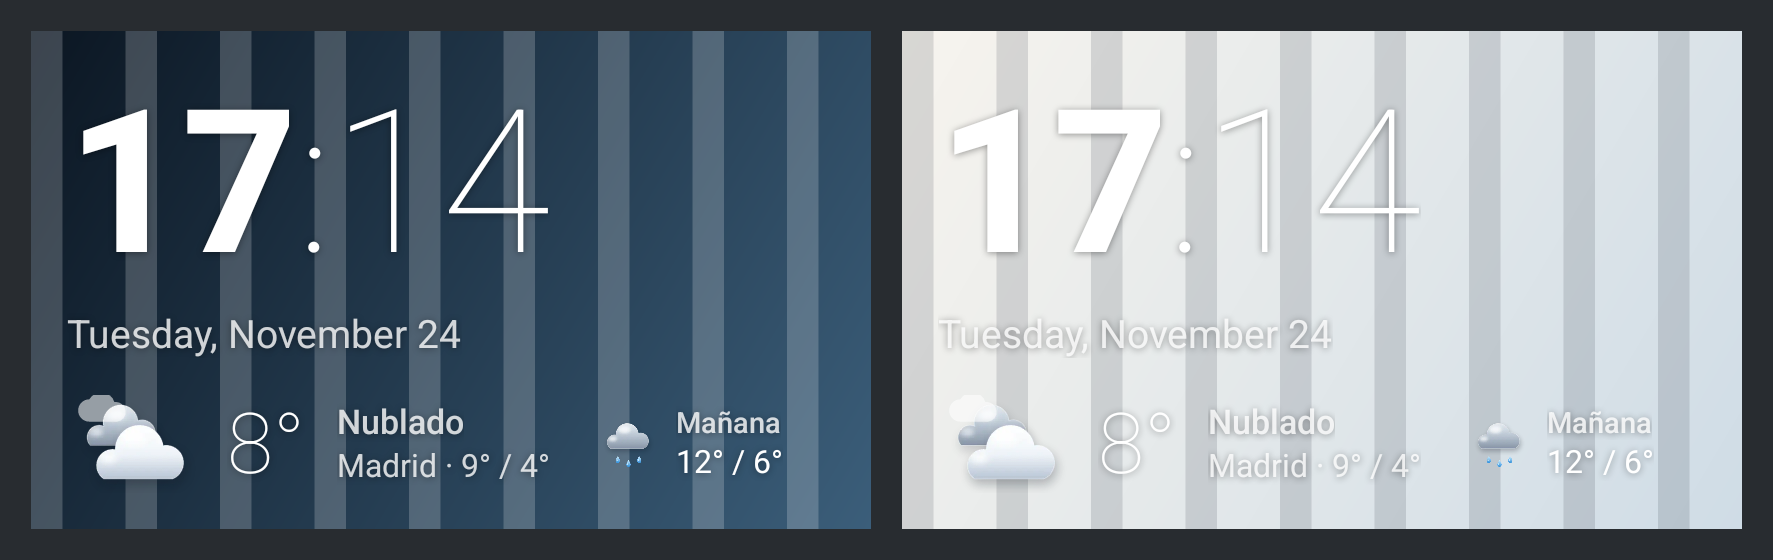 17:14
Tuesday, November 24
8°
Nublado
Madrid · 9° / 4°
Mañana
12° / 6°
17:14
Tuesday, November 24
8°
Nublado
Madrid · 9° / 4°
Mañana
12° / 6°